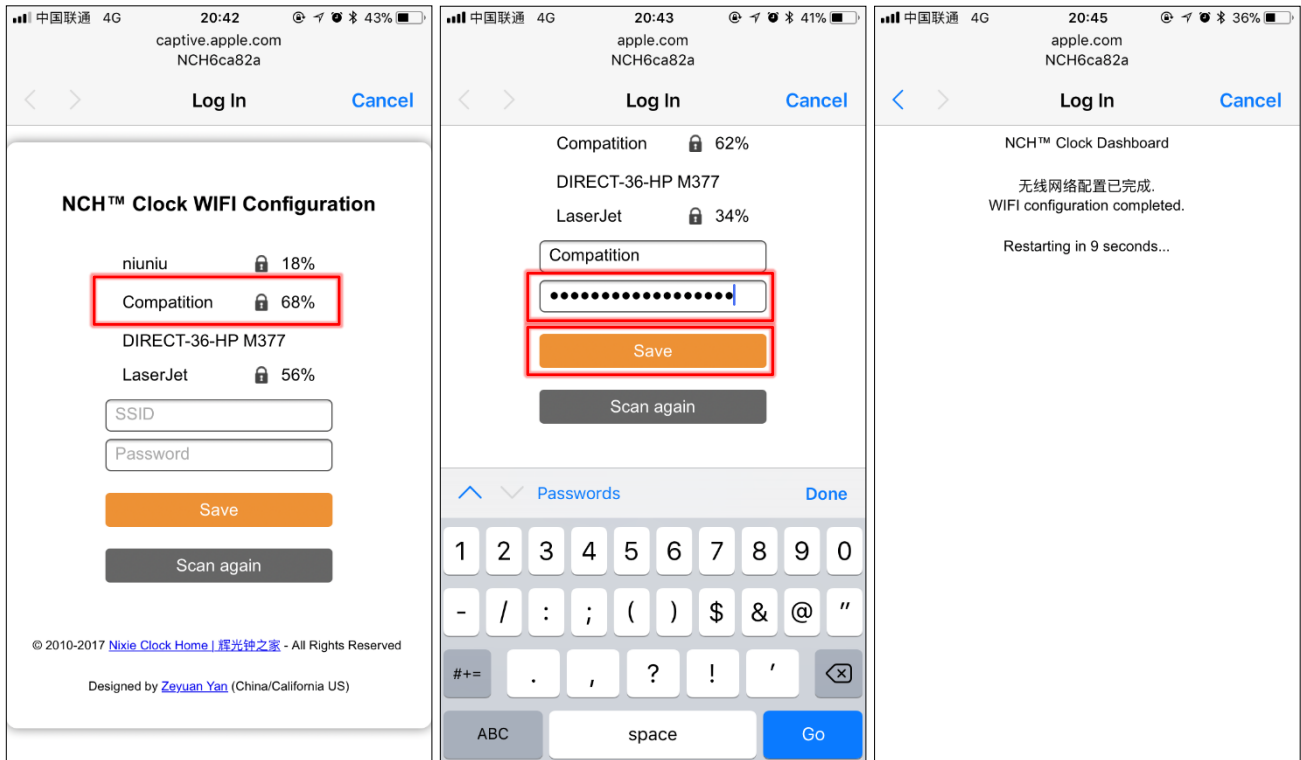 中国联通 4G 20:42 43%
captive.apple.com
NCH6ca82a
Log In Cancel
NCH™ Clock WIFI Configuration
niuniu 18%
Compatition 68%
DIRECT-36-HP M377
LaserJet 56%
SSID
Password
Save
Scan again
© 2010-2017 Nixie Clock Home | 辉光钟之家 - All Rights Reserved
Designed by Zeyuan Yan (China/California US)
中国联通 4G 20:43 41%
apple.com
NCH6ca82a
Log In Cancel
Compatition 62%
DIRECT-36-HP M377
LaserJet 34%
Compatition
••••••••••••••••••
Save
Scan again
Passwords Done
1 2 3 4 5 6 7 8 9 0
- / : ; ( ) $ & @ "
#+= . , ? ! '
ABC space Go
中国联通 4G 20:45 36%
apple.com
NCH6ca82a
Log In Cancel
NCH™ Clock Dashboard
无线网络配置已完成.
WIFI configuration completed.
Restarting in 9 seconds...